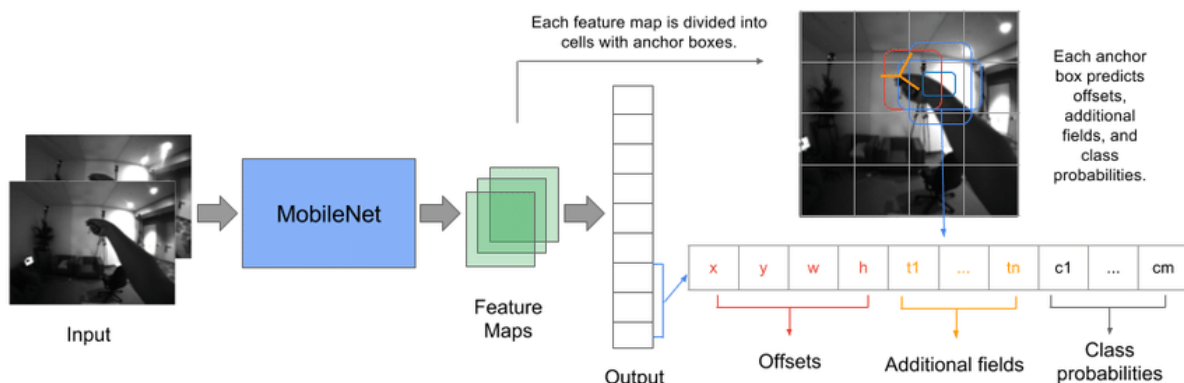 Each feature map is divided into
cells with anchor boxes.
Each anchor
box predicts
offsets,
additional
fields, and
class
probabilities.
MobileNet
Input
Feature
Maps
Output
x y w h t1 ... tn c1 ... cm
Offsets
Additional fields
Class
probabilities